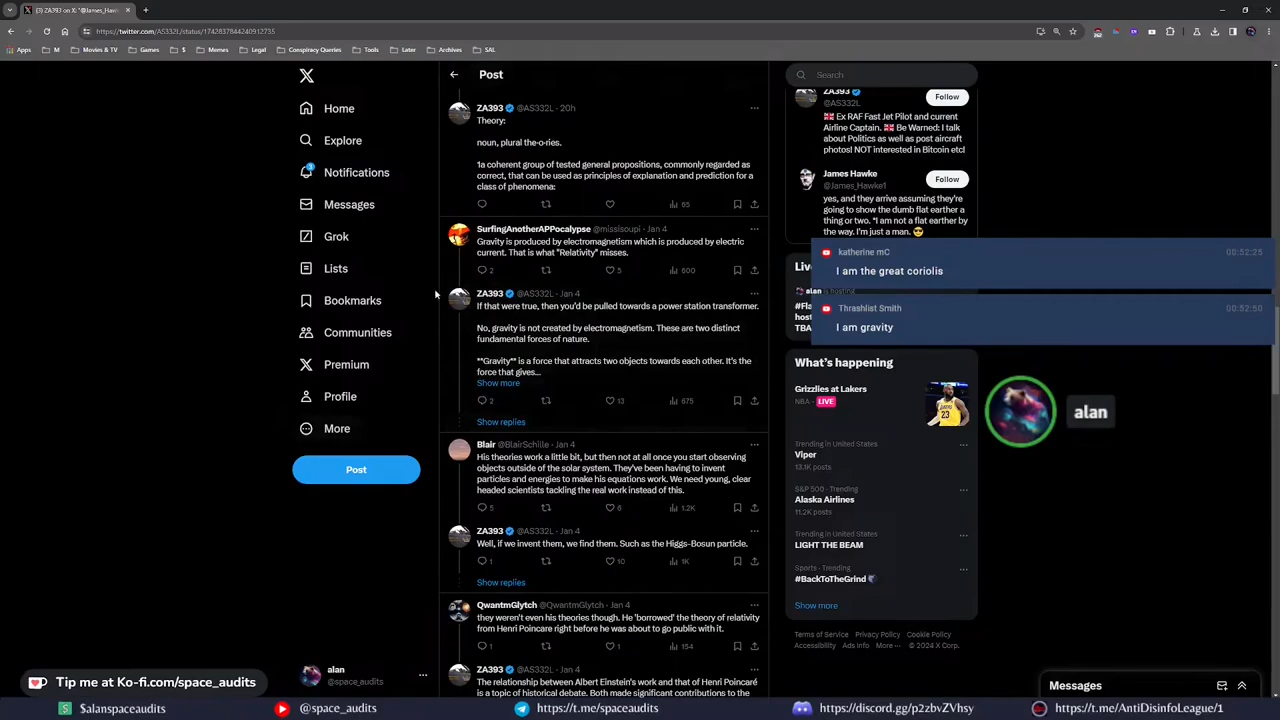 (3) ZA393 on X: "@James_Haw
https://twitter.com/AS332L/status/1742837844240912735
Apps
M
Movies & TV
Games
$
Memes
Legal
Conspiracy Queries
Tools
Later
Archives
SAL
Home
Explore
3
Notifications
Messages
Grok
Lists
Bookmarks
Communities
Premium
Profile
More
Post
alan
@space_audits
Post
ZA393 @AS332L · 20h
Theory:
noun, plural the·o·ries.
1a coherent group of tested general propositions, commonly regarded as
correct, that can be used as principles of explanation and prediction for a
class of phenomena:
65
SurfingAnotherAPPocalypse @missisoupi · Jan 4
Gravity is produced by electromagnetism which is produced by electric
current. That is what "Relativity" misses.
2
5
600
ZA393 @AS332L · Jan 4
If that were true, then you'd be pulled towards a power station transformer.
No, gravity is not created by electromagnetism. These are two distinct
fundamental forces of nature.
**Gravity** is a force that attracts two objects towards each other. It's the
force that gives...
Show more
2
13
675
Show replies
Blair @BlairSchille · Jan 4
His theories work a little bit, but then not at all once you start observing
objects outside of the solar system. They've been having to invent
particles and energies to make his equations work. We need young, clear
headed scientists tackling the real work instead of this.
5
6
1.2K
ZA393 @AS332L · Jan 4
Well, if we invent them, we find them. Such as the Higgs-Bosun particle.
1
10
1K
Show replies
QwantmGlytch @QwantmGlytch · Jan 4
they weren't even his theories though. He 'borrowed' the theory of relativity
from Henri Poincare right before he was about to go public with it.
1
1
154
ZA393 @AS332L · Jan 4
The relationship between Albert Einstein's work and that of Henri Poincaré
is a topic of historical debate. Both made significant contributions to the
Search
ZA393
@AS332L
Follow
Ex RAF Fast Jet Pilot and current
Airline Captain. Be Warned: I talk
about Politics as well as post aircraft
photos! NOT interested in Bitcoin etc!
James Hawke
@James_Hawke1
Follow
yes, and they arrive assuming they're
going to show the dumb flat earther a
thing or two. *I am not a flat earther by
the way. I'm just a man.
alan is hosting
katherine mC
00:52:25
I am the great coriolis
Thrashlist Smith
00:52:50
I am gravity
What's happening
Grizzlies at Lakers
NBA · LIVE
Trending in United States
Viper
13.1K posts
S&P 500 · Trending
Alaska Airlines
11.2K posts
Trending in United States
LIGHT THE BEAM
Sports · Trending
#BackToTheGrind
Show more
Terms of Service Privacy Policy Cookie Policy
Accessibility Ads info More ··· © 2024 X Corp.
alan
Messages
Tip me at Ko-fi.com/space_audits
$alanspaceaudits
@space_audits
https://t.me/spaceaudits
https://discord.gg/p2zbvZVhsy
https://t.me/AntiDisinfoLeague/1